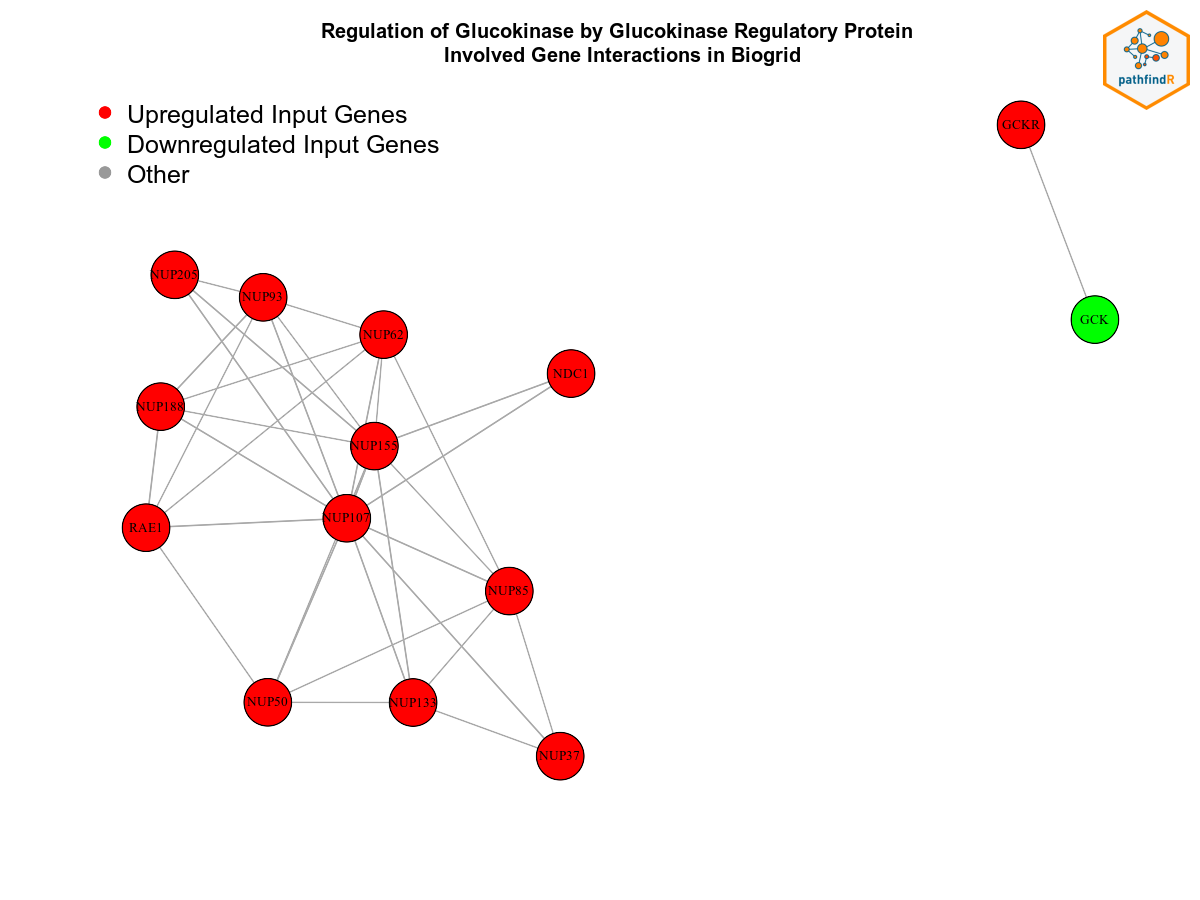 Regulation of Glucokinase by Glucokinase Regulatory Protein
Involved Gene Interactions in Biogrid
pathfindR
Upregulated Input Genes
Downregulated Input Genes
Other
GCKR
GCK
NUP205
NUP93
NUP62
NDC1
NUP188
NUP155
NUP107
RAE1
NUP85
NUP50
NUP133
NUP37